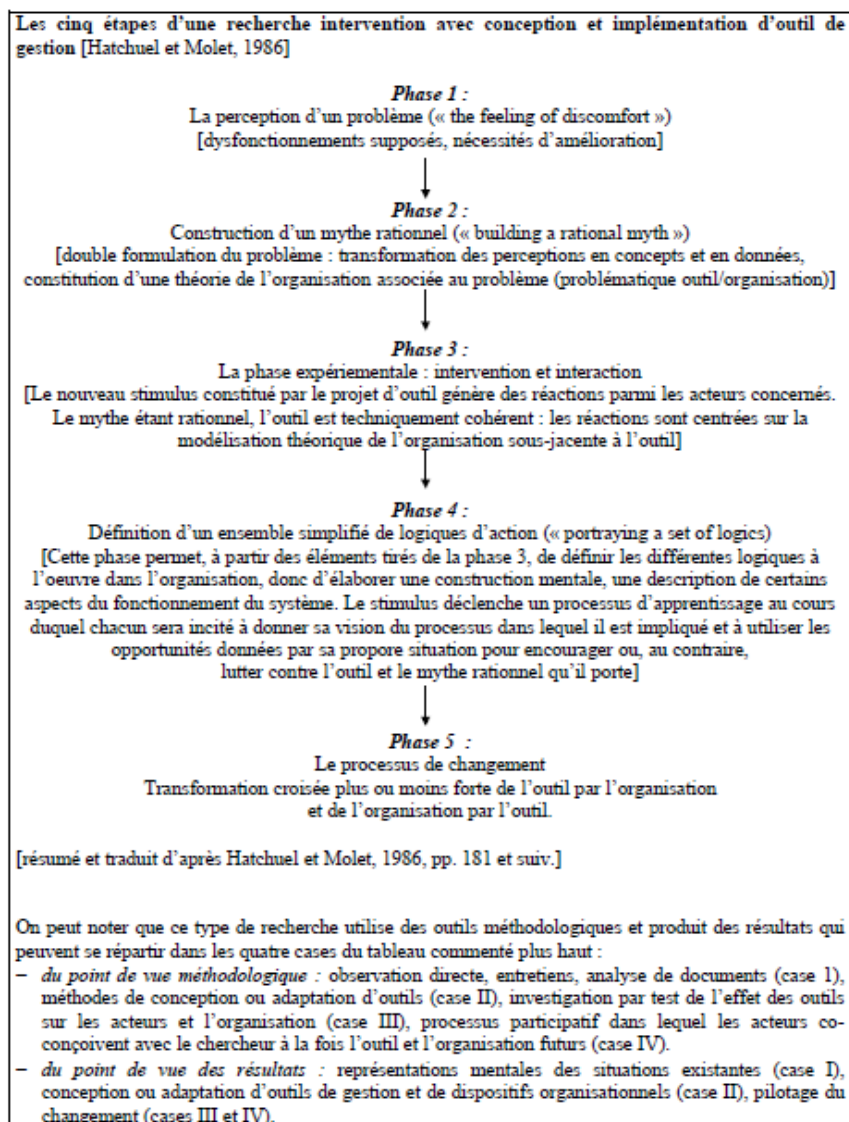 Les cinq étapes d'une recherche intervention avec conception et implémentation d'outil de
gestion [Hatchuel et Molet, 1986]
Phase 1 :
La perception d'un problème (« the feeling of discomfort »)
[dysfonctionnements supposés, nécessités d'amélioration]
Phase 2 :
Construction d'un mythe rationnel (« building a rational myth »)
[double formulation du problème : transformation des perceptions en concepts et en données,
constitution d'une théorie de l'organisation associée au problème (problématique outil/organisation)]
Phase 3 :
La phase expériementale : intervention et interaction
[Le nouveau stimulus constitué par le projet d'outil génère des réactions parmi les acteurs concernés.
Le mythe étant rationnel, l'outil est techniquement cohérent : les réactions sont centrées sur la
modélisation théorique de l'organisation sous-jacente à l'outil]
Phase 4 :
Définition d'un ensemble simplifié de logiques d'action (« portraying a set of logics)
[Cette phase permet, à partir des éléments tirés de la phase 3, de définir les différentes logiques à
l'oeuvre dans l'organisation, donc d'élaborer une construction mentale, une description de certains
aspects du fonctionnement du système. Le stimulus déclenche un processus d'apprentissage au cours
duquel chacun sera incité à donner sa vision du processus dans lequel il est impliqué et à utiliser les
opportunités données par sa propore situation pour encourager ou, au contraire,
lutter contre l'outil et le mythe rationnel qu'il porte]
Phase 5 :
Le processus de changement
Transformation croisée plus ou moins forte de l'outil par l'organisation
et de l'organisation par l'outil.
[résumé et traduit d'après Hatchuel et Molet, 1986, pp. 181 et suiv.]
On peut noter que ce type de recherche utilise des outils méthodologiques et produit des résultats qui
peuvent se répartir dans les quatre cases du tableau commenté plus haut :
– du point de vue méthodologique : observation directe, entretiens, analyse de documents (case 1),
méthodes de conception ou adaptation d'outils (case II), investigation par test de l'effet des outils
sur les acteurs et l'organisation (case III), processus participatif dans lequel les acteurs co-
conçoivent avec le chercheur à la fois l'outil et l'organisation futurs (case IV).
– du point de vue des résultats : représentations mentales des situations existantes (case I),
conception ou adaptation d'outils de gestion et de dispositifs organisationnels (case II), pilotage du
changement (cases III et IV).